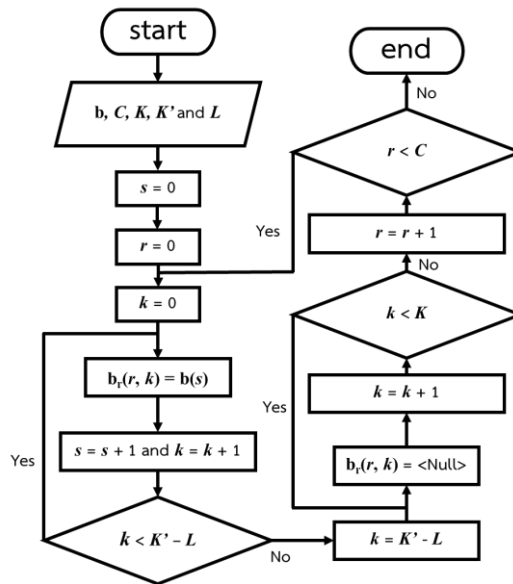 start
b, C, K, K’ and L
s = 0
r = 0
k = 0
b_r(r, k) = b(s)
s = s + 1 and k = k + 1
Yes
k < K’ – L
No
k = K’ – L
b_r(r, k) = <Null>
k = k + 1
Yes
k < K
No
r = r + 1
Yes
r < C
No
end